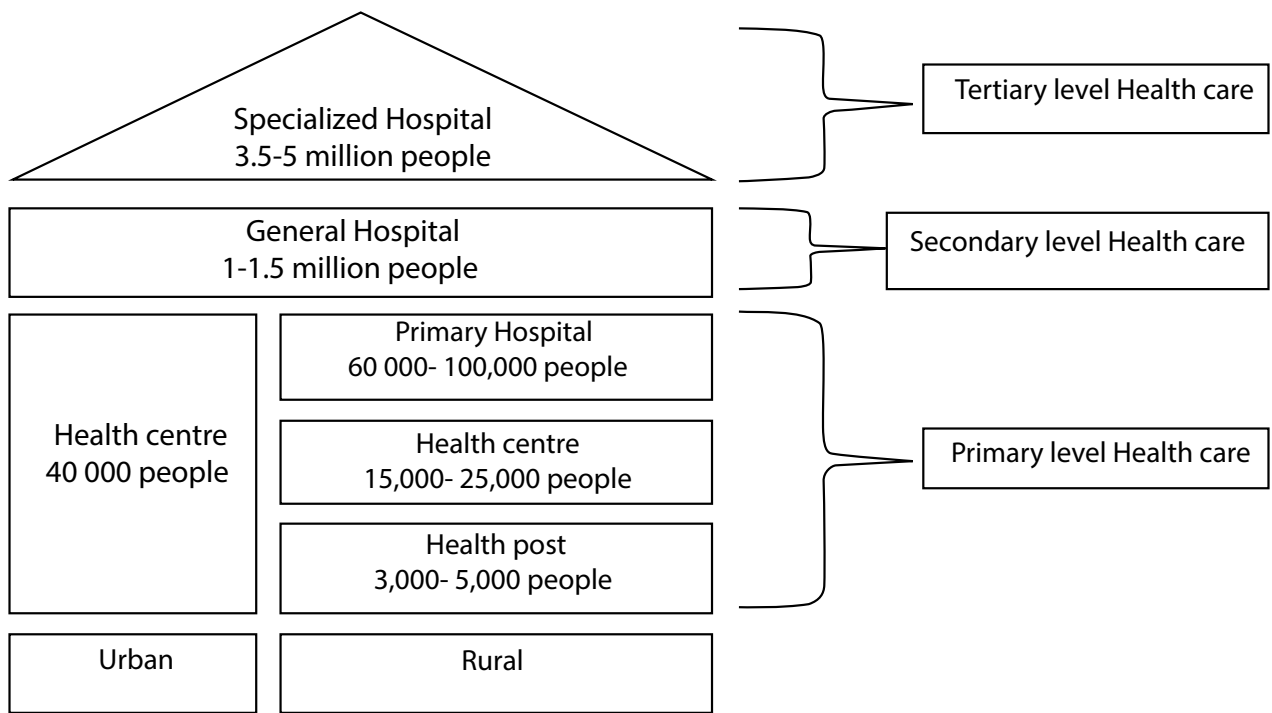 Specialized Hospital
3.5-5 million people
Tertiary level Health care
General Hospital
1-1.5 million people
Secondary level Health care
Health centre
40 000 people
Primary Hospital
60 000- 100,000 people
Health centre
15,000- 25,000 people
Health post
3,000- 5,000 people
Primary level Health care
Urban
Rural